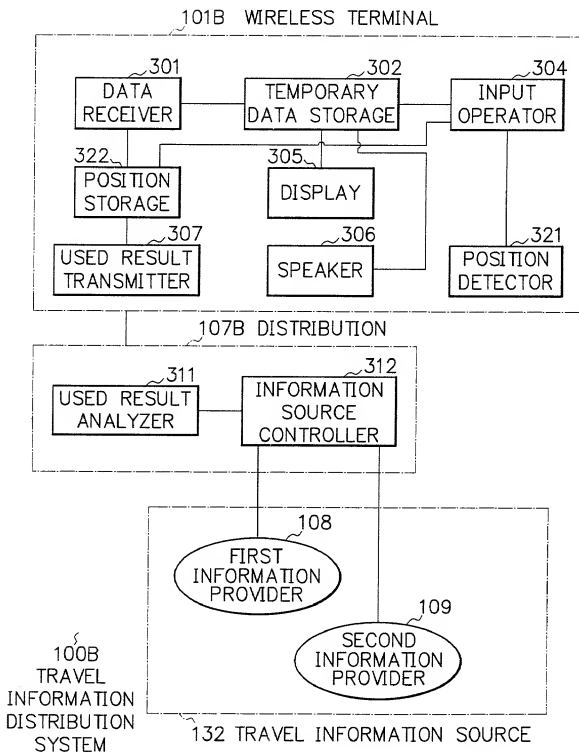 101B WIRELESS TERMINAL
301
302
304
DATA
RECEIVER
TEMPORARY
DATA STORAGE
INPUT
OPERATOR
322
POSITION
STORAGE
305
DISPLAY
307
USED RESULT
TRANSMITTER
306
SPEAKER
321
POSITION
DETECTOR
107B DISTRIBUTION
311
USED RESULT
ANALYZER
312
INFORMATION
SOURCE
CONTROLLER
108
FIRST
INFORMATION
PROVIDER
109
SECOND
INFORMATION
PROVIDER
100B
TRAVEL
INFORMATION
DISTRIBUTION
SYSTEM
132 TRAVEL INFORMATION SOURCE